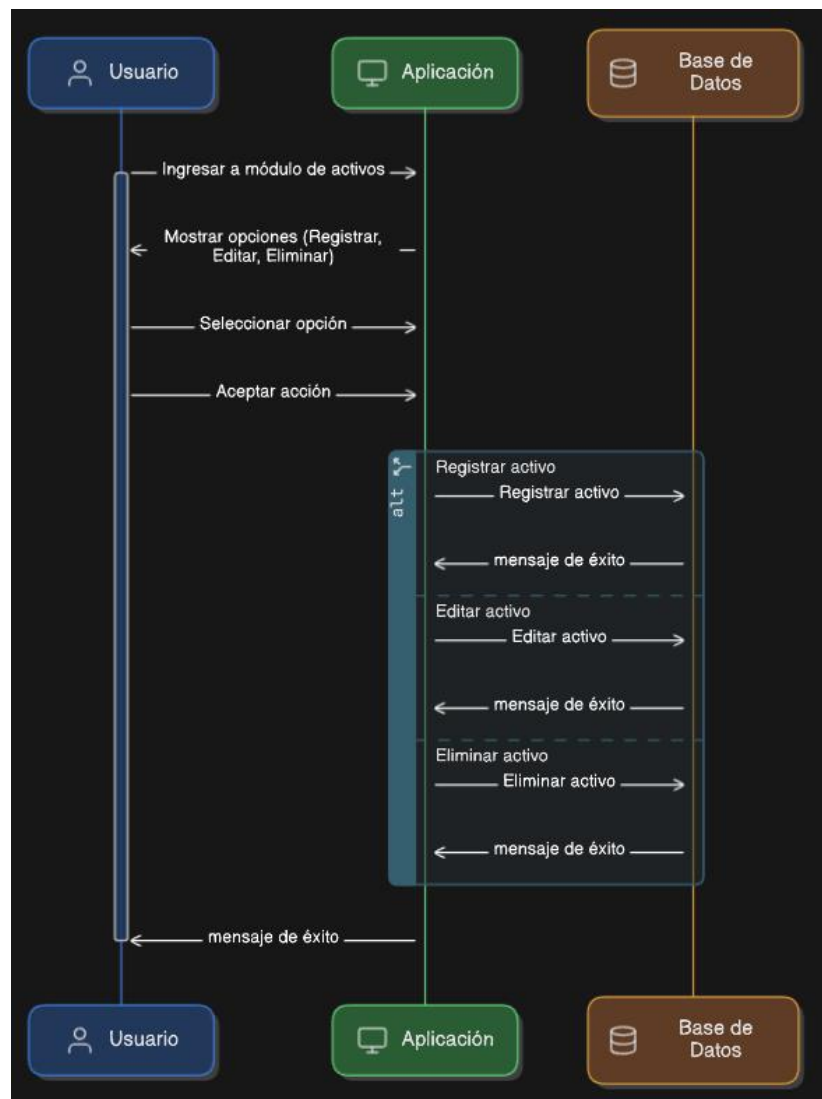 Usuario
Aplicación
Base de
Datos
Ingresar a módulo de activos
Mostrar opciones (Registrar,
Editar, Eliminar)
Seleccionar opción
Aceptar acción
alt
Registrar activo
Registrar activo
mensaje de éxito
Editar activo
Editar activo
mensaje de éxito
Eliminar activo
Eliminar activo
mensaje de éxito
mensaje de éxito
Usuario
Aplicación
Base de
Datos